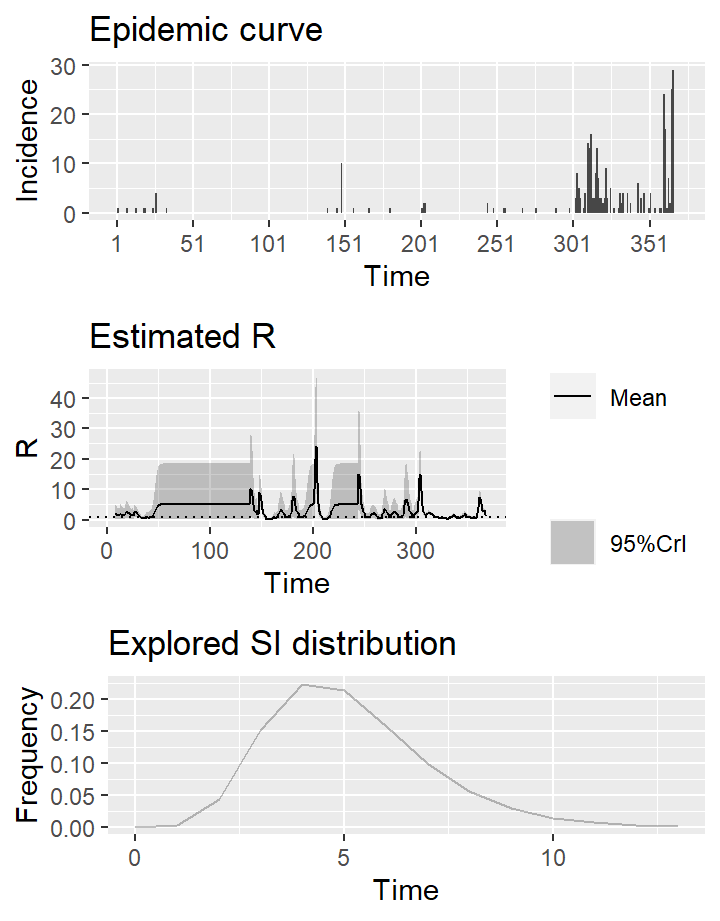 Epidemic curve
30
20
10
0
Incidence
1 51 101 151 201 251 301 351
Time
Estimated R
40
30
20
10
0
R
0 100 200 300
Time
Mean
95%CrI
Explored SI distribution
0.20
0.15
0.10
0.05
0.00
Frequency
0 5 10
Time